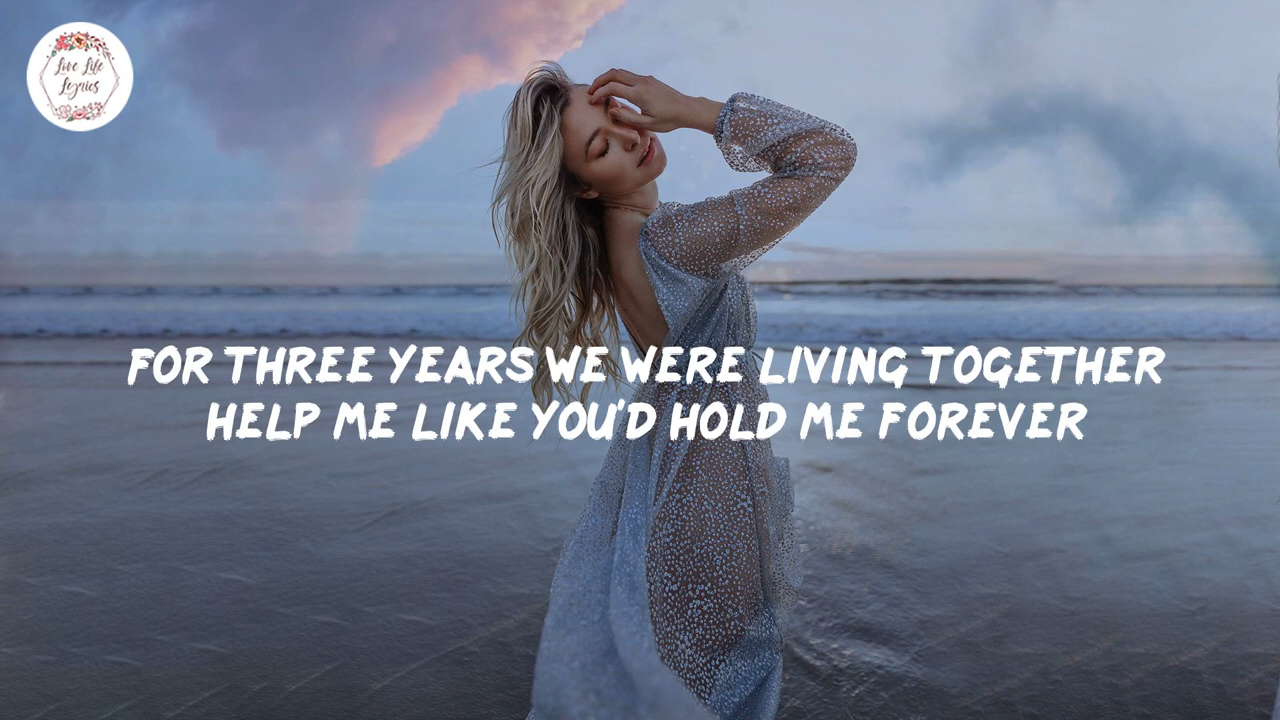 Love Life
Lyrics
FOR THREE YEARS WE WERE LIVING TOGETHER
HELP ME LIKE YOU'D HOLD ME FOREVER